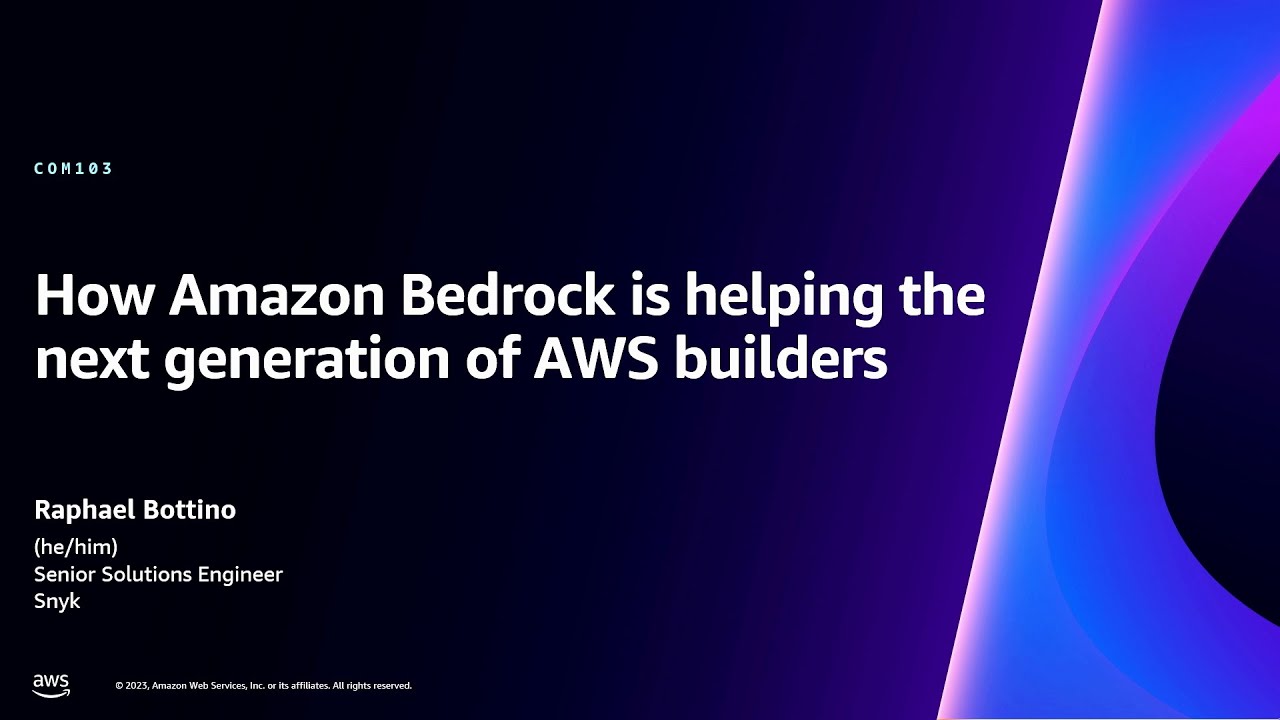 COM103
How Amazon Bedrock is helping the
next generation of AWS builders
Raphael Bottino
(he/him)
Senior Solutions Engineer
Snyk
aws
© 2023, Amazon Web Services, Inc. or its affiliates. All rights reserved.